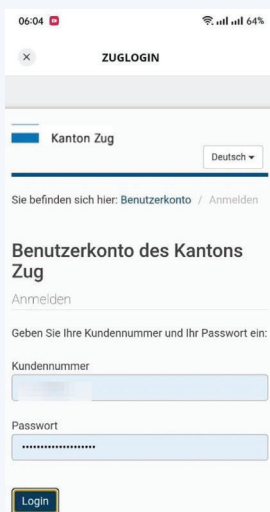 06:04 64%
ZUGLOGIN
Kanton Zug
Deutsch
Sie befinden sich hier: Benutzerkonto / Anmelden
Benutzerkonto des Kantons
Zug
Anmelden
Geben Sie Ihre Kundennummer und Ihr Passwort ein:
Kundennummer
Passwort
Login